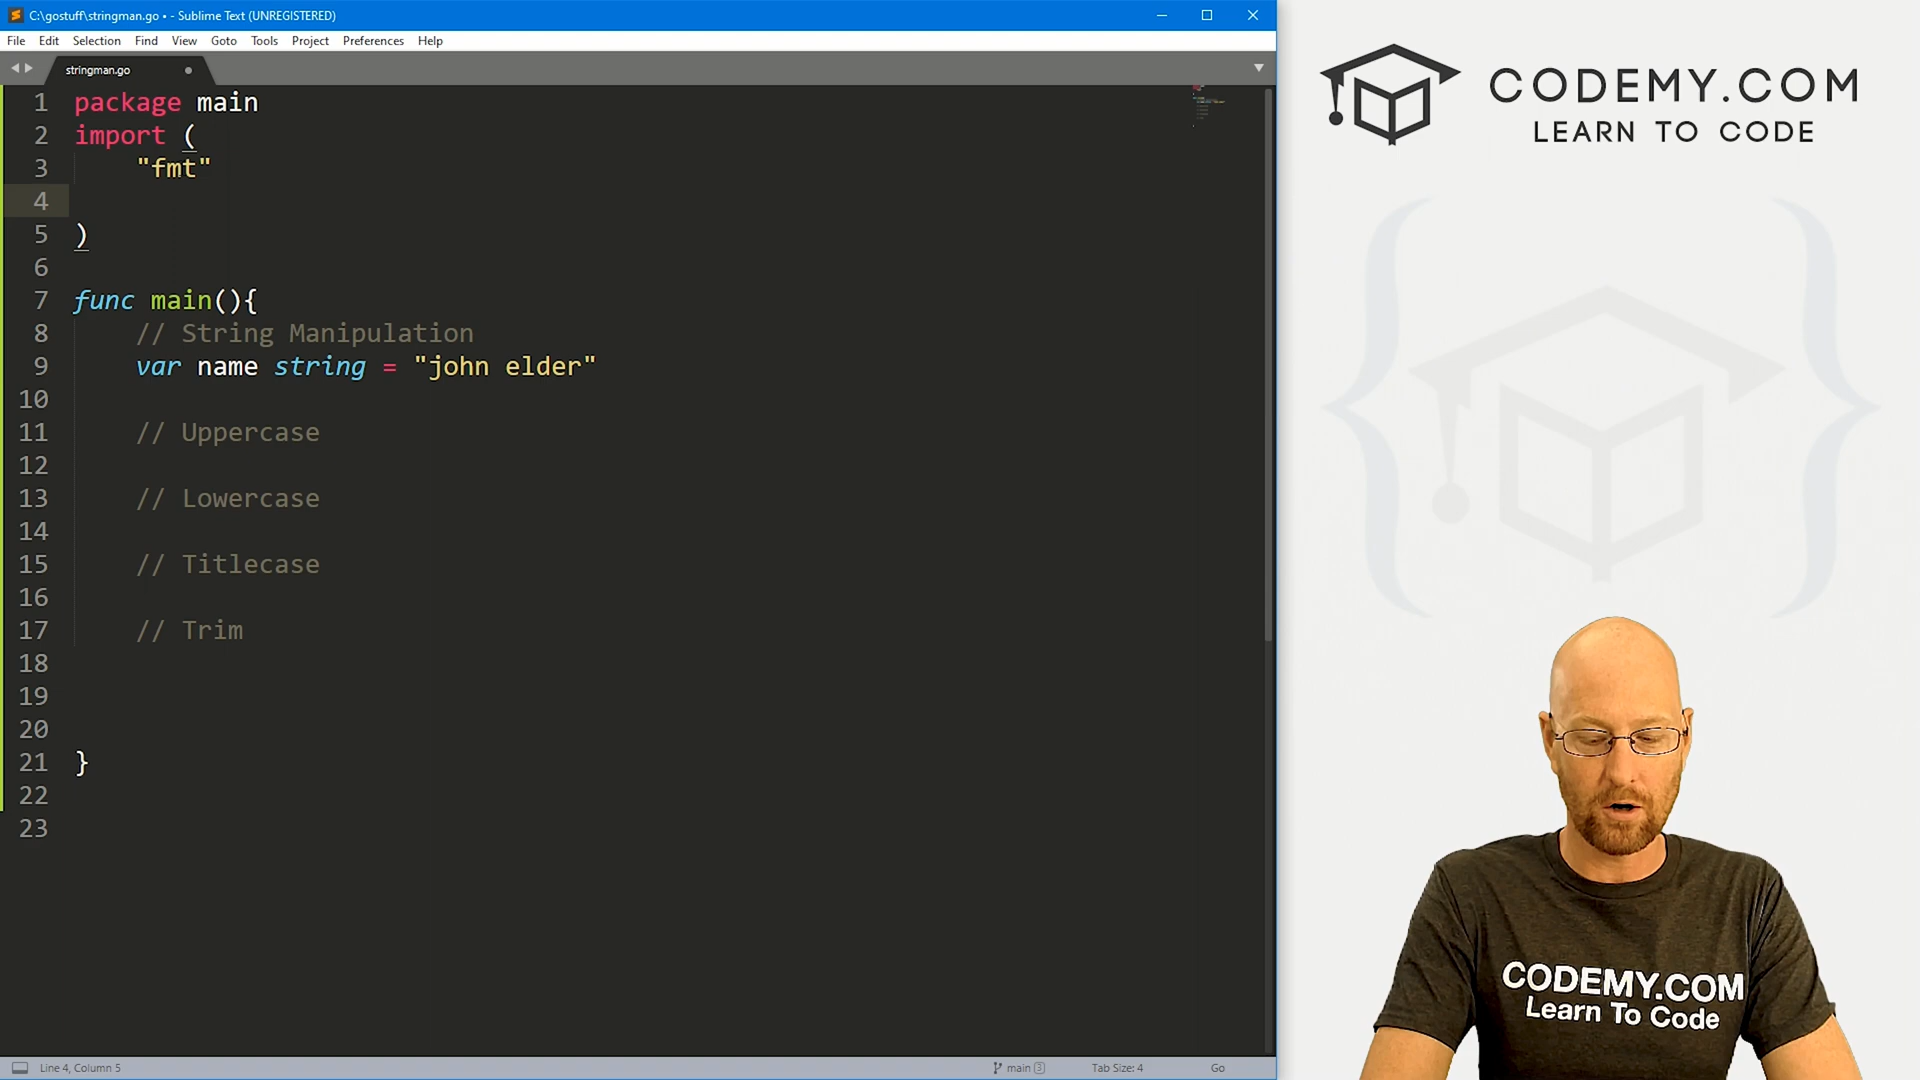 C:\gostuff\stringman.go • - Sublime Text (UNREGISTERED)
File Edit Selection Find View Goto Tools Project Preferences Help
stringman.go
1 package main
2 import (
3 "fmt"
4
5 )
6
7 func main(){
8 // String Manipulation
9 var name string = "john elder"
10
11 // Uppercase
12
13 // Lowercase
14
15 // Titlecase
16
17 // Trim
18
19
20
21 }
22
23
Line 4, Column 5
main 3
Tab Size: 4
Go
CODEMY.COM
LEARN TO CODE
CODEMY.COM
Learn To Code